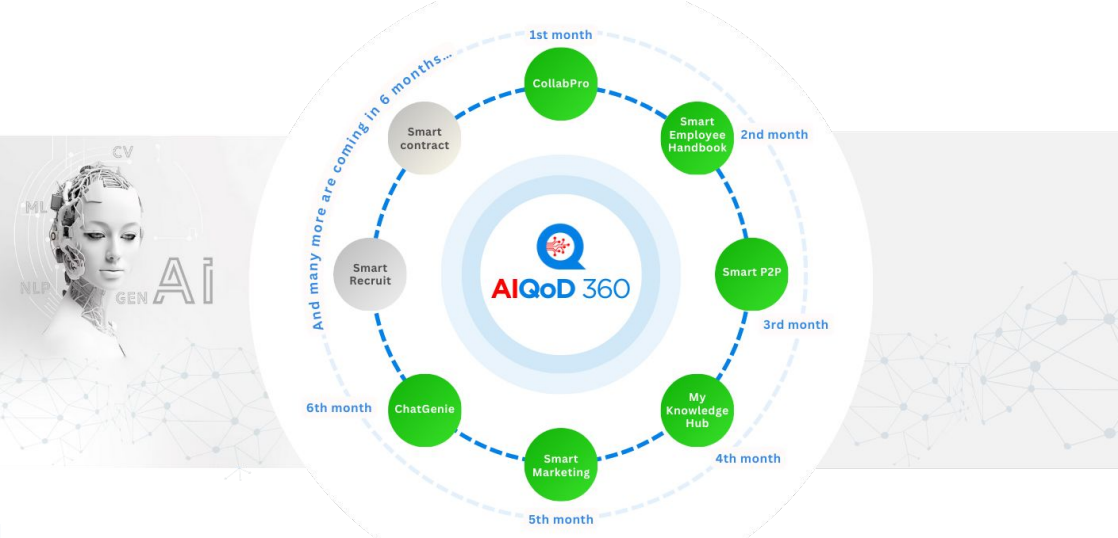 1st month
CollabPro
Smart
Employee
Handbook
2nd month
Smart P2P
3rd month
My
Knowledge
Hub
4th month
Smart
Marketing
5th month
ChatGenie
6th month
Smart
Recruit
Smart
contract
And many more are coming in 6 months...
AIQoD 360
CV
ML
NLP
GEN
Ai